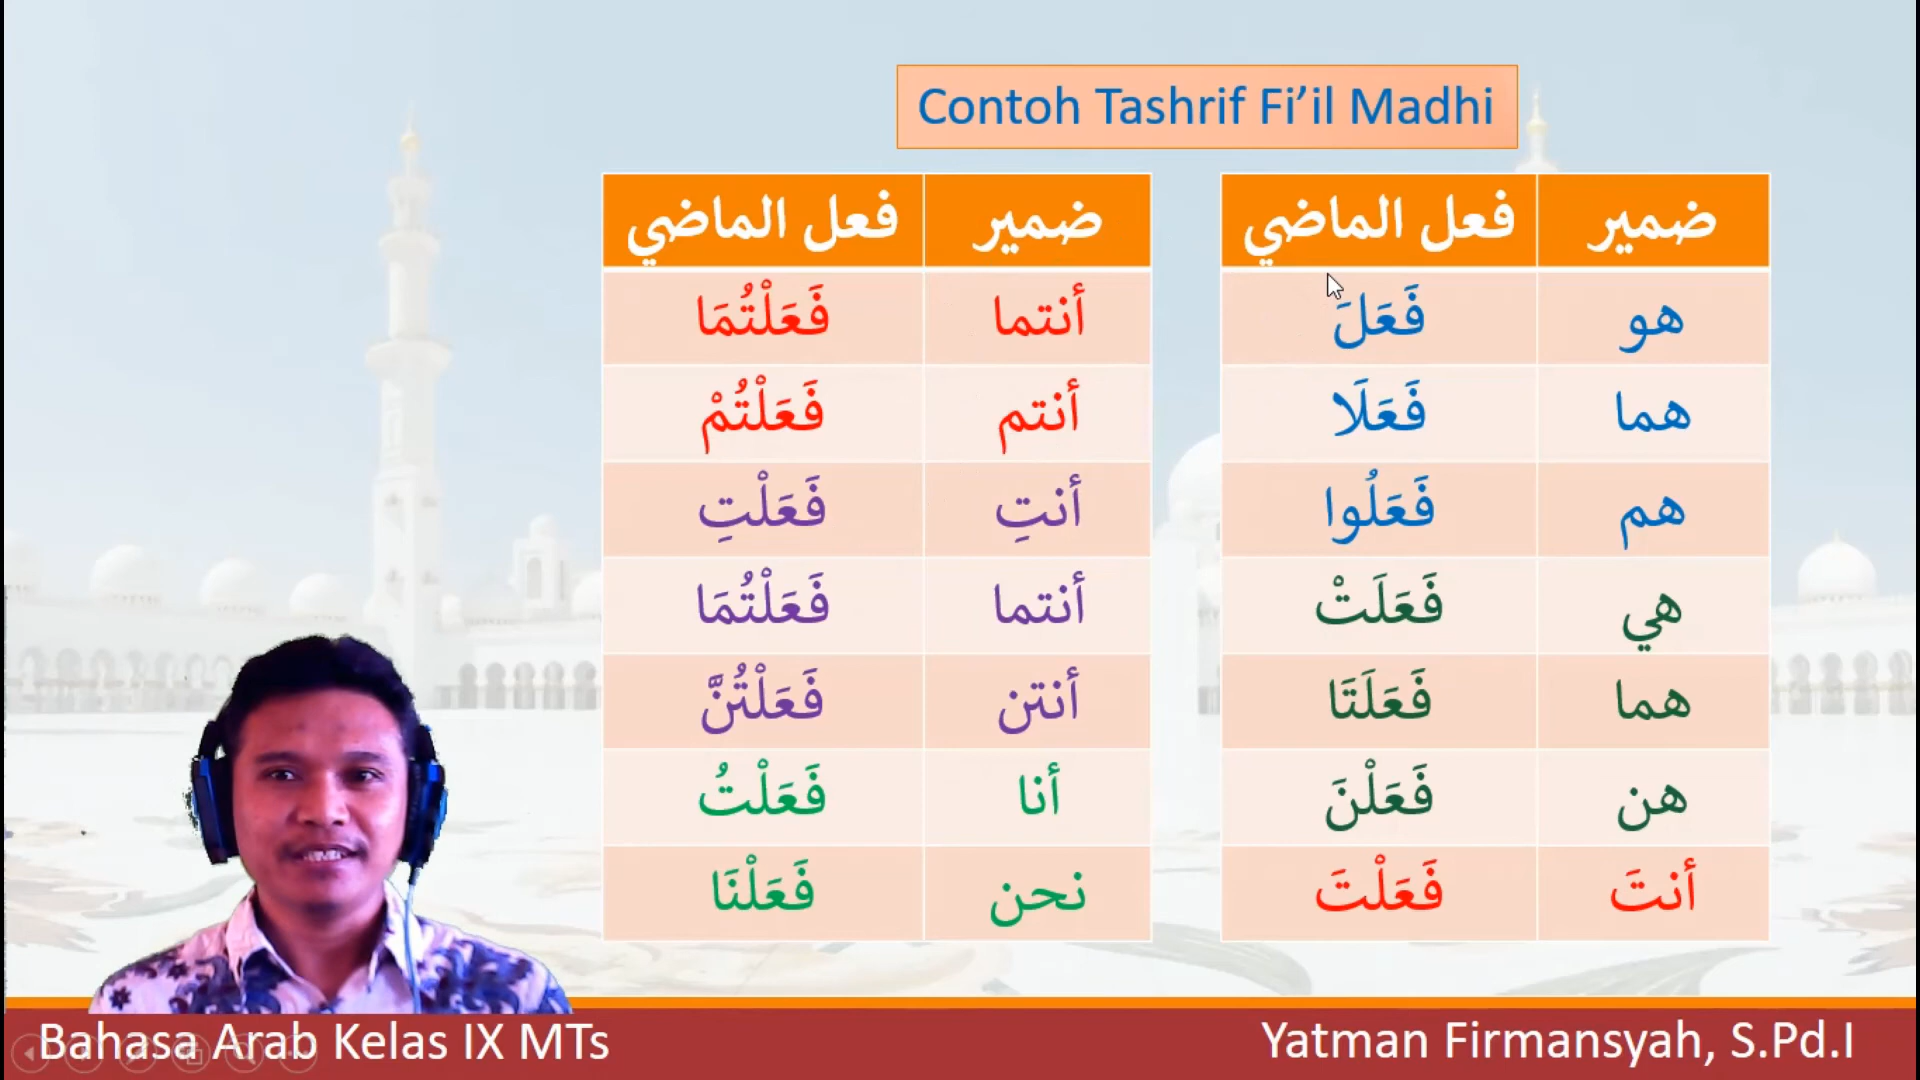 Contoh Tashrif Fi’il Madhi
ضمير فعل الماضي
هو فَعَلَ
هما فَعَلَا
هم فَعَلُوا
هي فَعَلَتْ
هما فَعَلَتَا
هن فَعَلْنَ
أنتَ فَعَلْتَ
ضمير فعل الماضي
أنتما فَعَلْتُمَا
أنتم فَعَلْتُمْ
أنتِ فَعَلْتِ
أنتما فَعَلْتُمَا
أنتن فَعَلْتُنَّ
أنا فَعَلْتُ
نحن فَعَلْنَا
Bahasa Arab Kelas IX MTs
Yatman Firmansyah, S.Pd.I